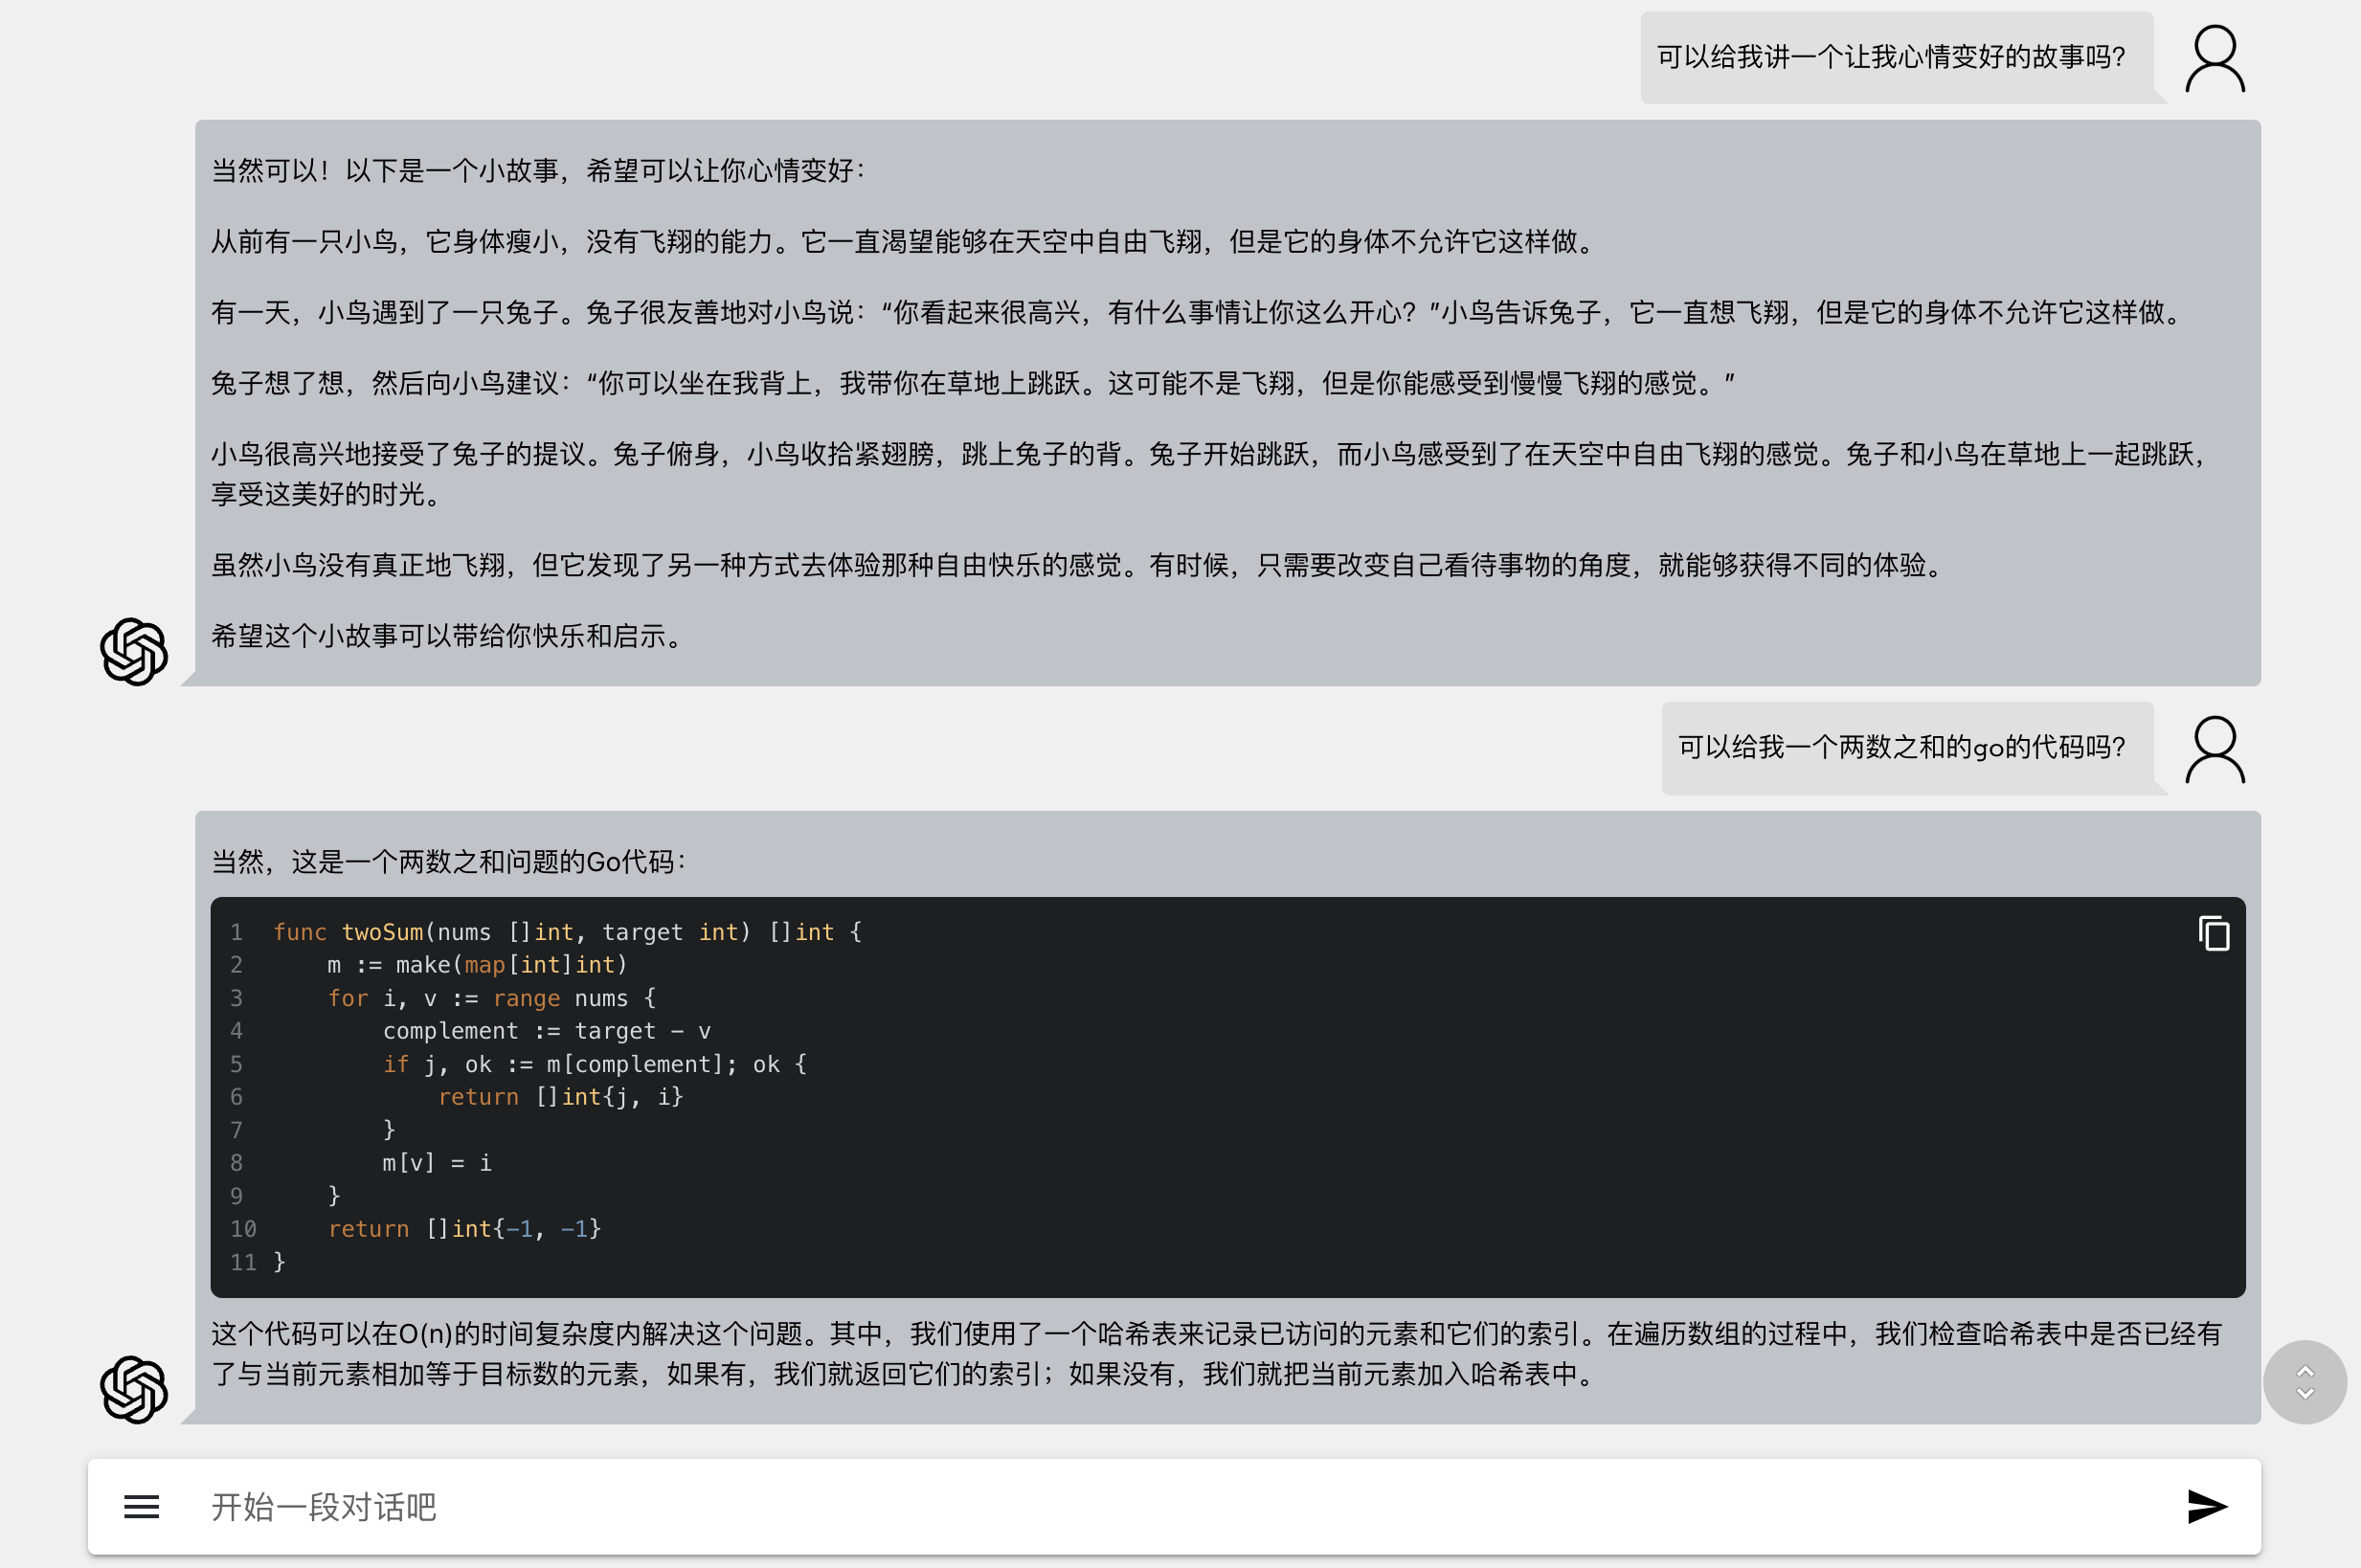 可以给我讲一个让我心情变好的故事吗?
当然可以！以下是一个小故事，希望可以让你心情变好：
从前有一只小鸟，它身体瘦小，没有飞翔的能力。它一直渴望能够在天空中自由飞翔，但是它的身体不允许它这样做。
有一天，小鸟遇到了一只兔子。兔子很友善地对小鸟说：“你看起来很高兴，有什么事情让你这么开心？”小鸟告诉兔子，它一直想飞翔，但是它的身体不允许它这样做。
兔子想了想，然后向小鸟建议：“你可以坐在我背上，我带你在草地上跳跃。这可能不是飞翔，但是你能感受到慢慢飞翔的感觉。”
小鸟很高兴地接受了兔子的提议。兔子俯身，小鸟收拾紧翅膀，跳上兔子的背。兔子开始跳跃，而小鸟感受到了在天空中自由飞翔的感觉。兔子和小鸟在草地上一起跳跃，
享受这美好的时光。
虽然小鸟没有真正地飞翔，但它发现了另一种方式去体验那种自由快乐的感觉。有时候，只需要改变自己看待事物的角度，就能够获得不同的体验。
希望这个小故事可以带给你快乐和启示。
可以给我一个两数之和的go的代码吗?
当然，这是一个两数之和问题的Go代码：
1 func twoSum(nums []int, target int) []int {
2     m := make(map[int]int)
3     for i, v := range nums {
4         complement := target - v
5         if j, ok := m[complement]; ok {
6             return []int{j, i}
7         }
8         m[v] = i
9     }
10     return []int{-1, -1}
11 }
这个代码可以在O(n)的时间复杂度内解决这个问题。其中，我们使用了一个哈希表来记录已访问的元素和它们的索引。在遍历数组的过程中，我们检查哈希表中是否已经有
了与当前元素相加等于目标数的元素，如果有，我们就返回它们的索引；如果没有，我们就把当前元素加入哈希表中。
开始一段对话吧